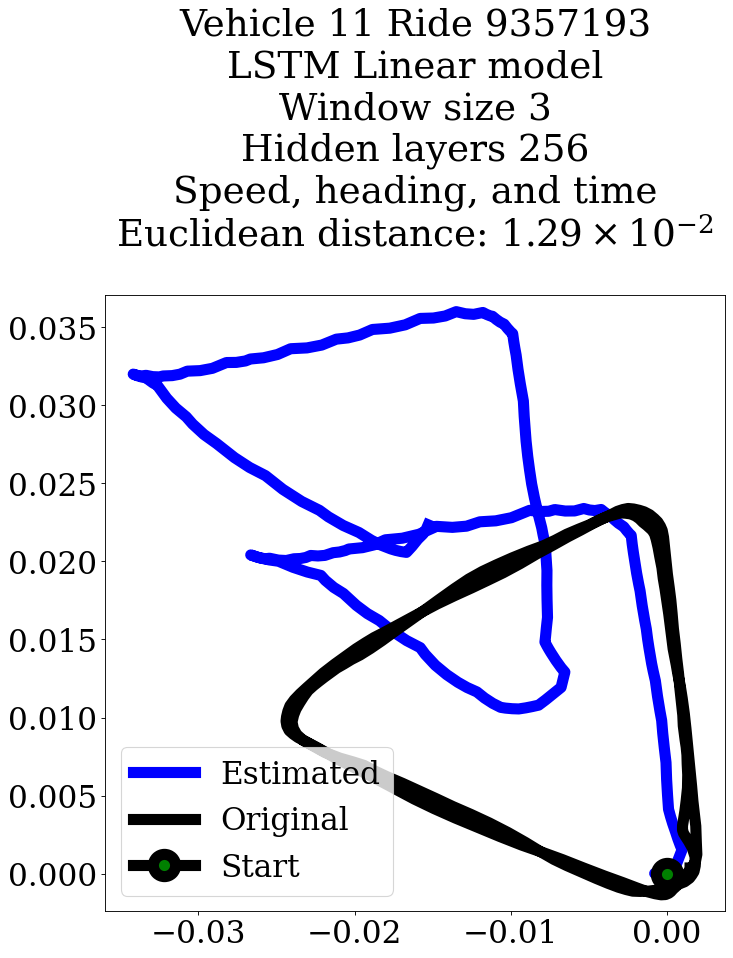 Vehicle 11 Ride 9357193
LSTM Linear model
Window size 3
Hidden layers 256
Speed, heading, and time
Euclidean distance: 1.29 × 10⁻²
0.035
0.030
0.025
0.020
0.015
0.010
0.005
0.000
Estimated
Original
Start
−0.03
−0.02
−0.01
0.00